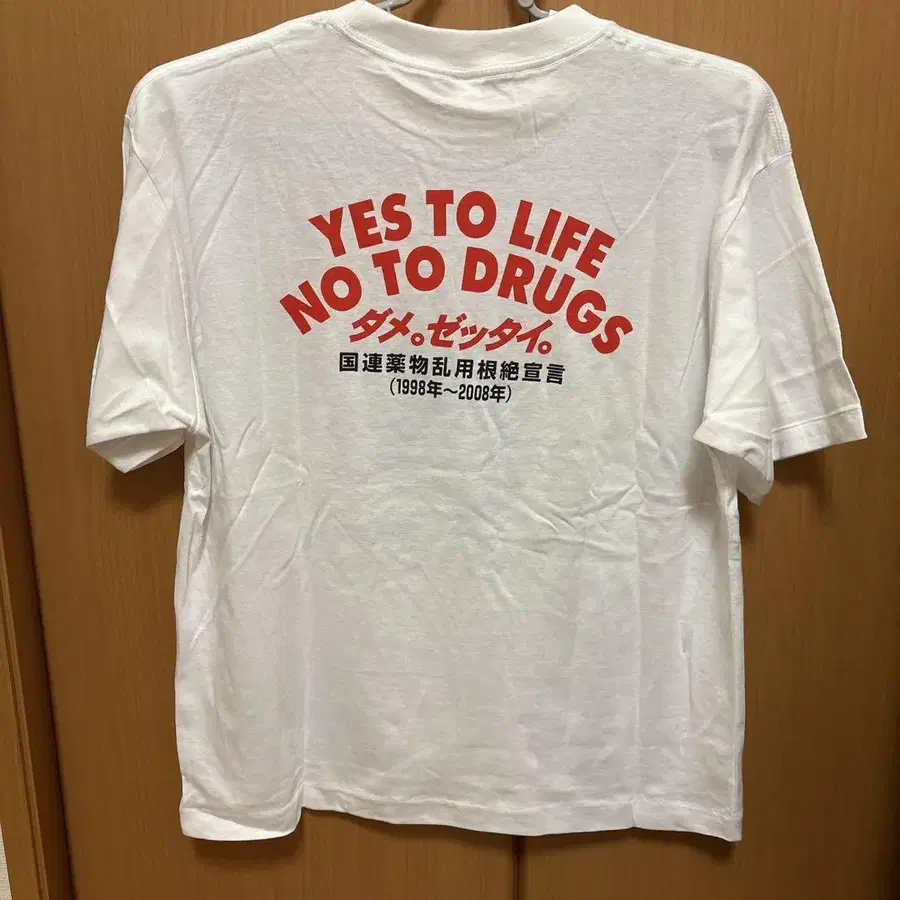 YES TO LIFE
NO TO DRUGS
ダメ。ゼッタイ。
国連薬物乱用根絶宣言
(1998年〜2008年)